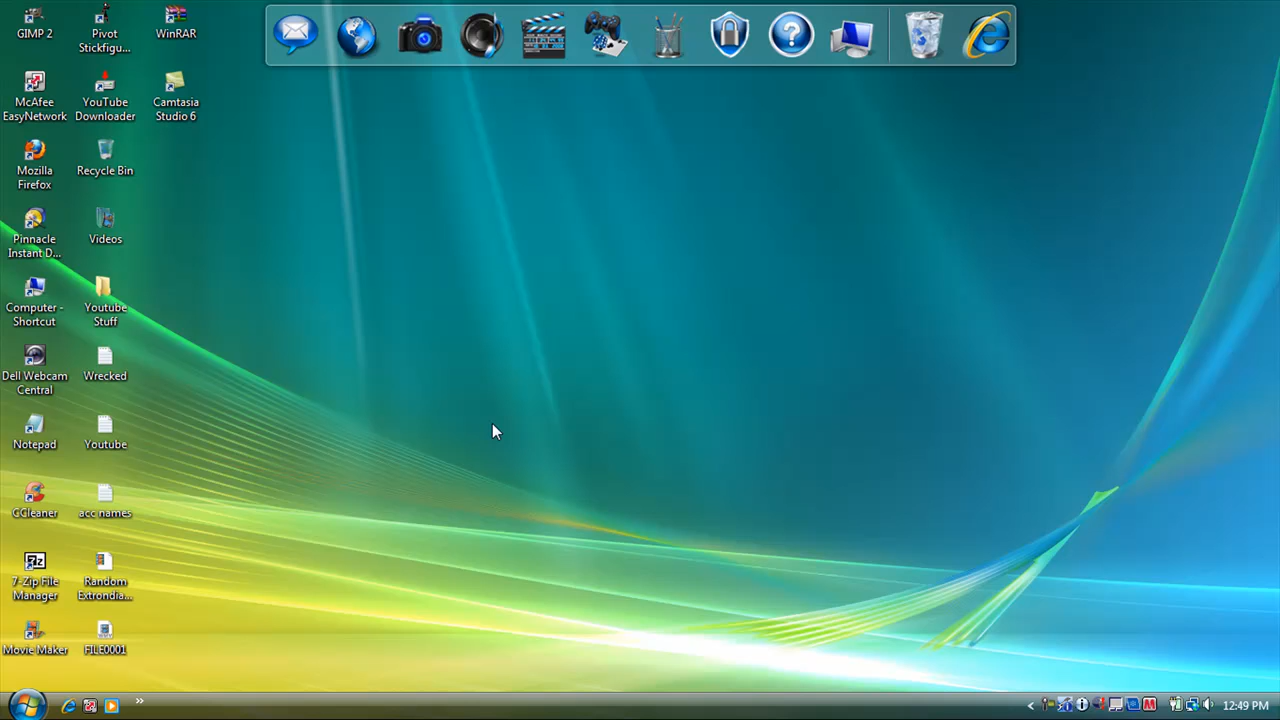 GIMP 2
Pivot
Stickfigu...
WinRAR
McAfee
EasyNetwork
YouTube
Downloader
Camtasia
Studio 6
Mozilla
Firefox
Recycle Bin
Pinnacle
Instant D...
Videos
Computer -
Shortcut
Youtube
Stuff
Dell Webcam
Central
Wrecked
Notepad
Youtube
CCleaner
acc names
7-Zip File
Manager
Random
Extrondia...
Movie Maker
FILE0001
12:49 PM